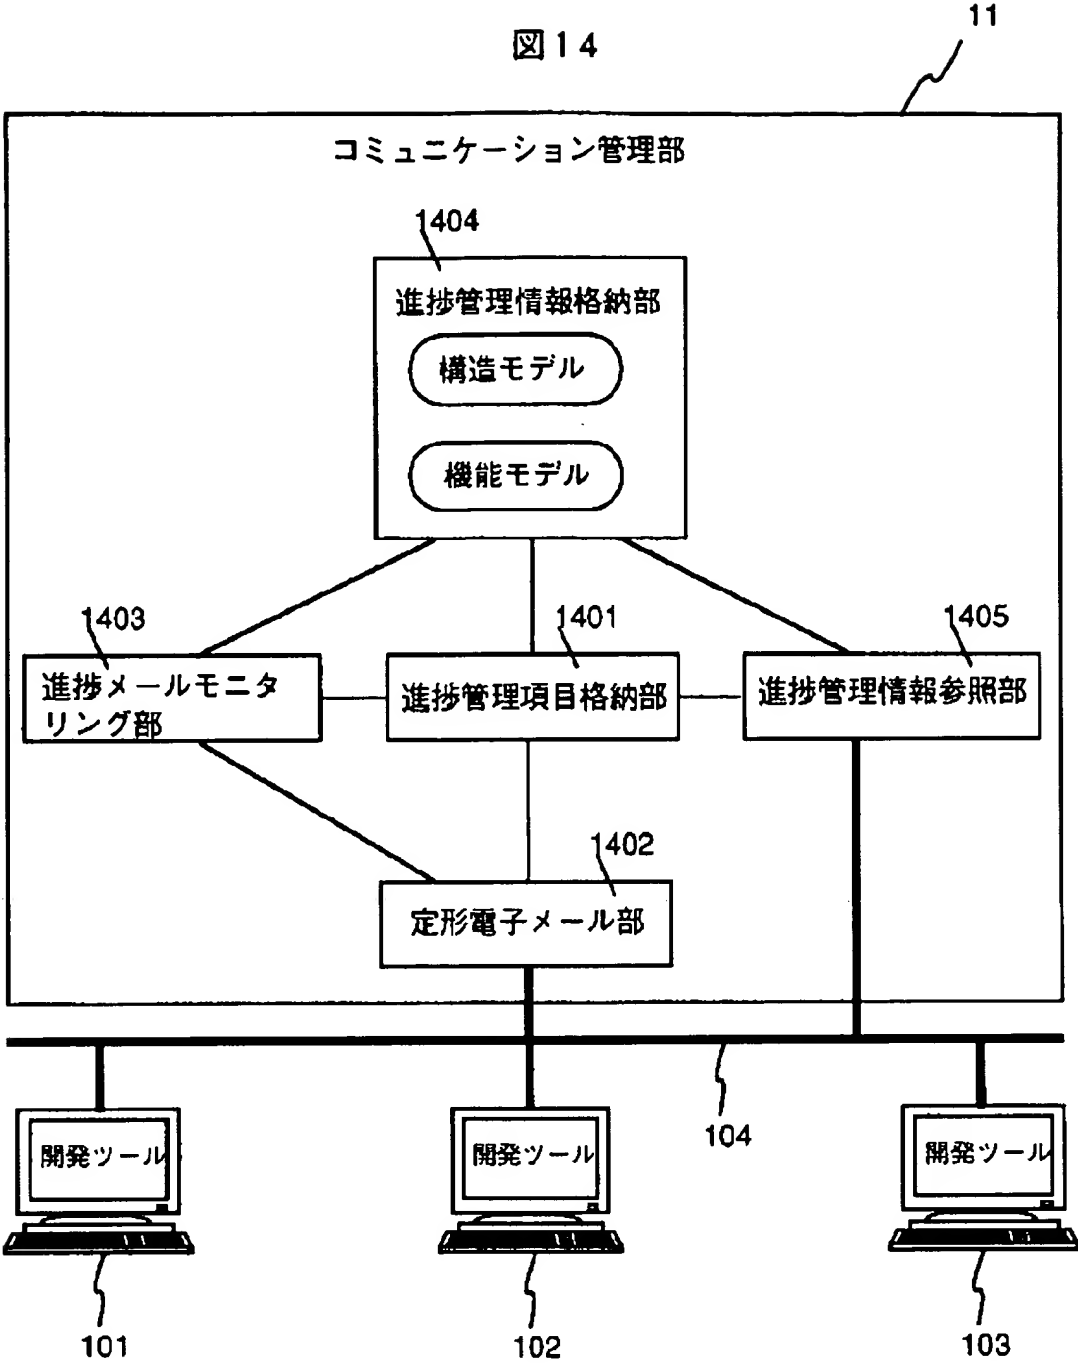 図14
11
コミュニケーション管理部
1404
進捗管理情報格納部
構造モデル
機能モデル
1403
1401
1405
進捗メールモニタ
リング部
進捗管理項目格納部
進捗管理情報参照部
1402
定形電子メール部
104
開発ツール
開発ツール
開発ツール
101
102
103